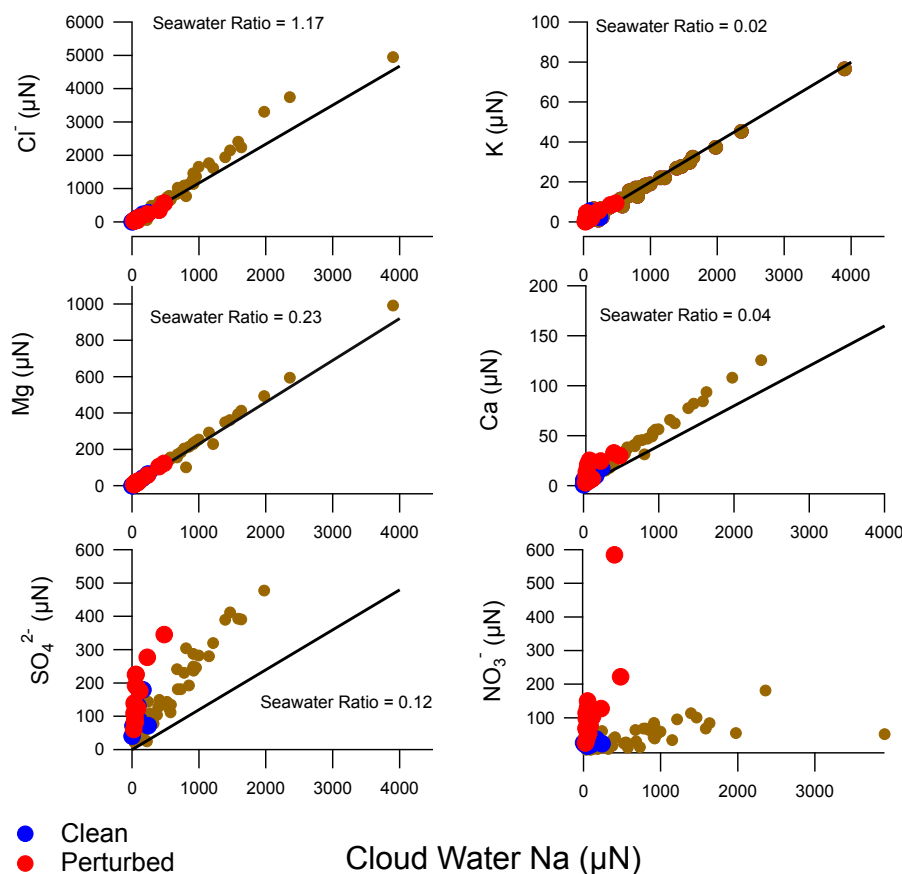 Seawater Ratio = 1.17
Cl⁻ (µN)
6000
5000
4000
3000
2000
1000
0
0 1000 2000 3000 4000
Seawater Ratio = 0.02
K (µN)
100
80
60
40
20
0
0 1000 2000 3000 4000
Seawater Ratio = 0.23
Mg (µN)
1000
800
600
400
200
0
0 1000 2000 3000 4000
Seawater Ratio = 0.04
Ca (µN)
200
150
100
50
0
0 1000 2000 3000 4000
SO₄²⁻ (µN)
600
500
400
300
200
100
0
Seawater Ratio = 0.12
0 1000 2000 3000 4000
NO₃⁻ (µN)
600
500
400
300
200
100
0 1000 2000 3000
Clean
Perturbed
Cloud Water Na (µN)